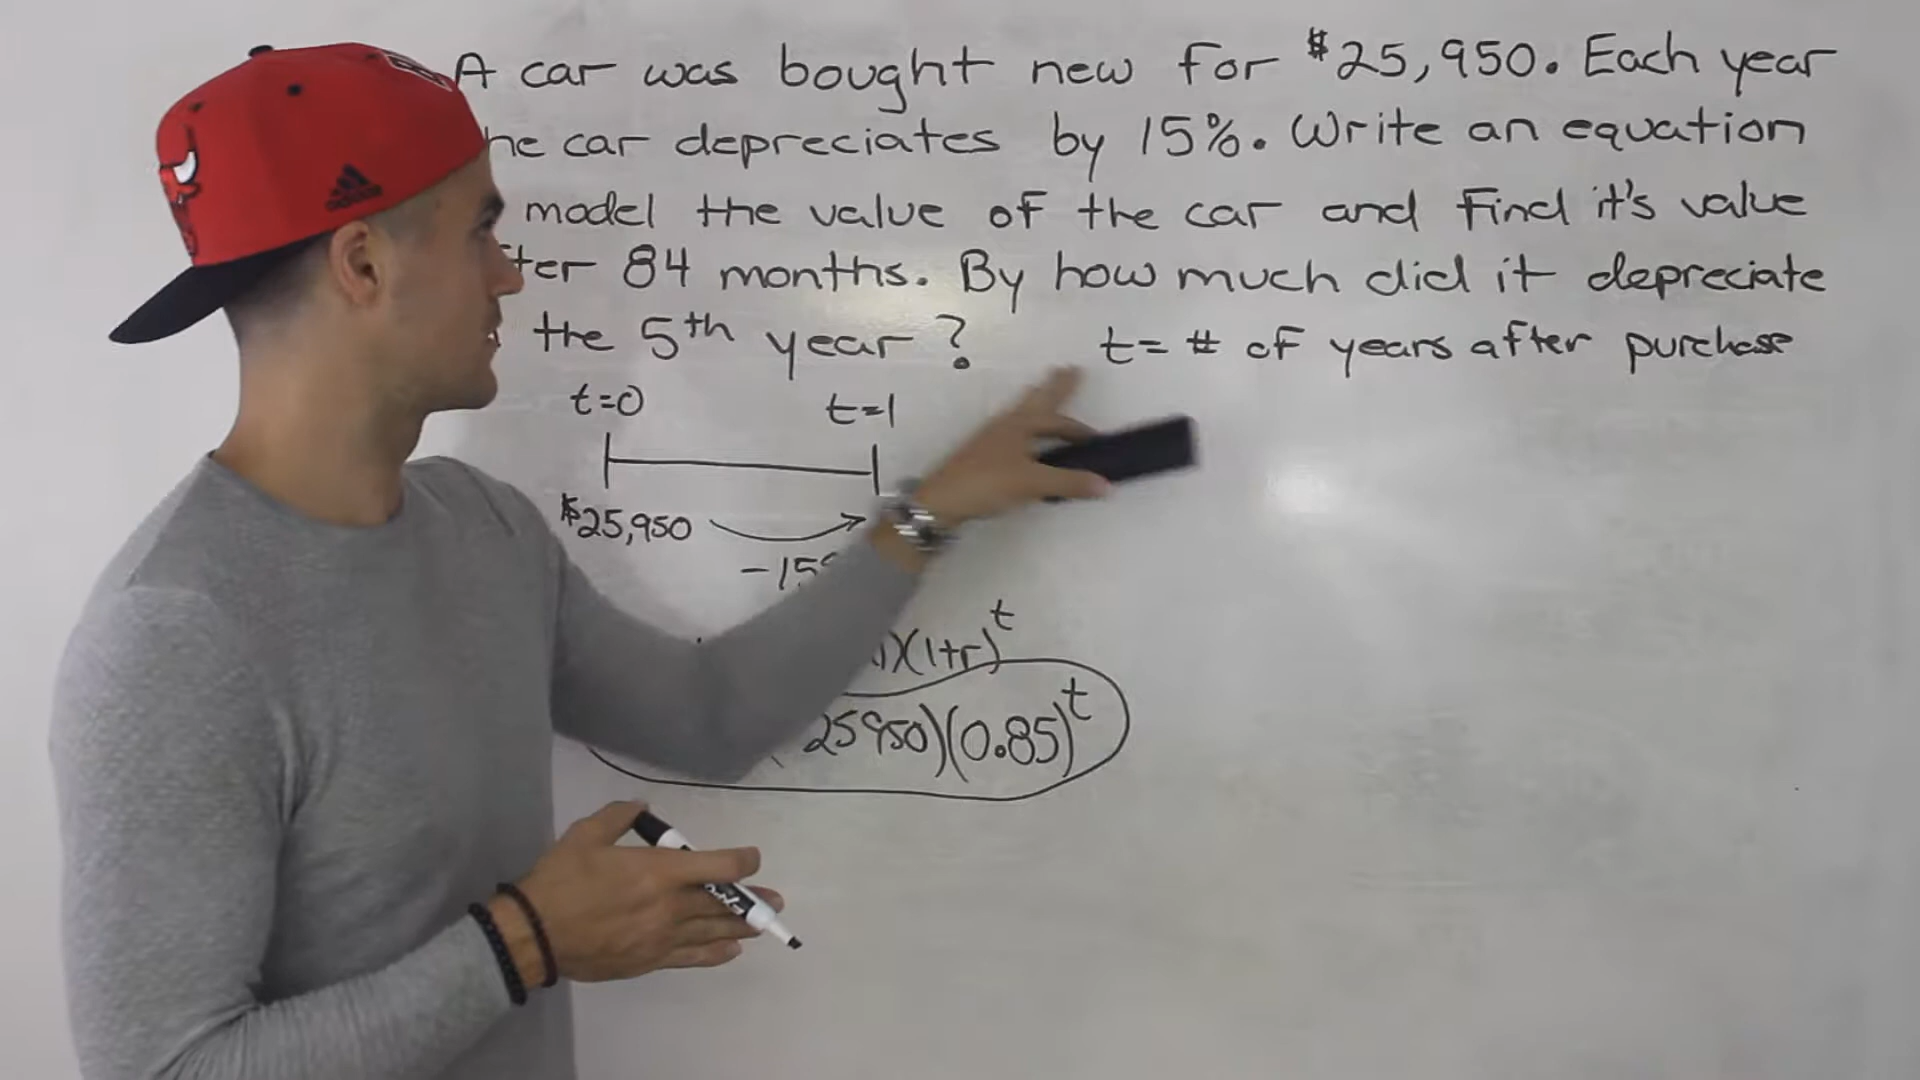 A car was bought new for $25,950. Each year
he car depreciates by 15%. Write an equation
model the value of the car and find it's value
ter 84 months. By how much did it depreciate
the 5th year?
t= # of years after purchase
t=0 t=1
$25,950
-15
)(1+r)^t
25950)(0.85)^t
adidas